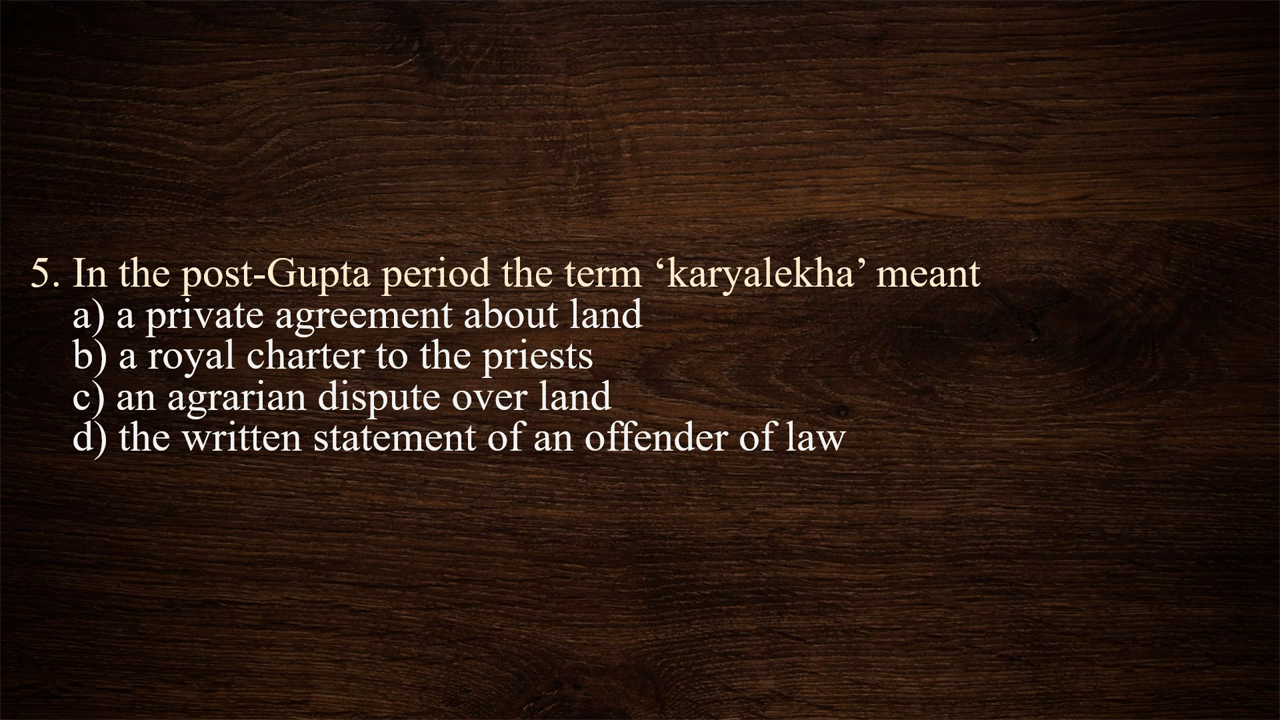 5. In the post-Gupta period the term ‘karyalekha’ meant
a) a private agreement about land
b) a royal charter to the priests
c) an agrarian dispute over land
d) the written statement of an offender of law